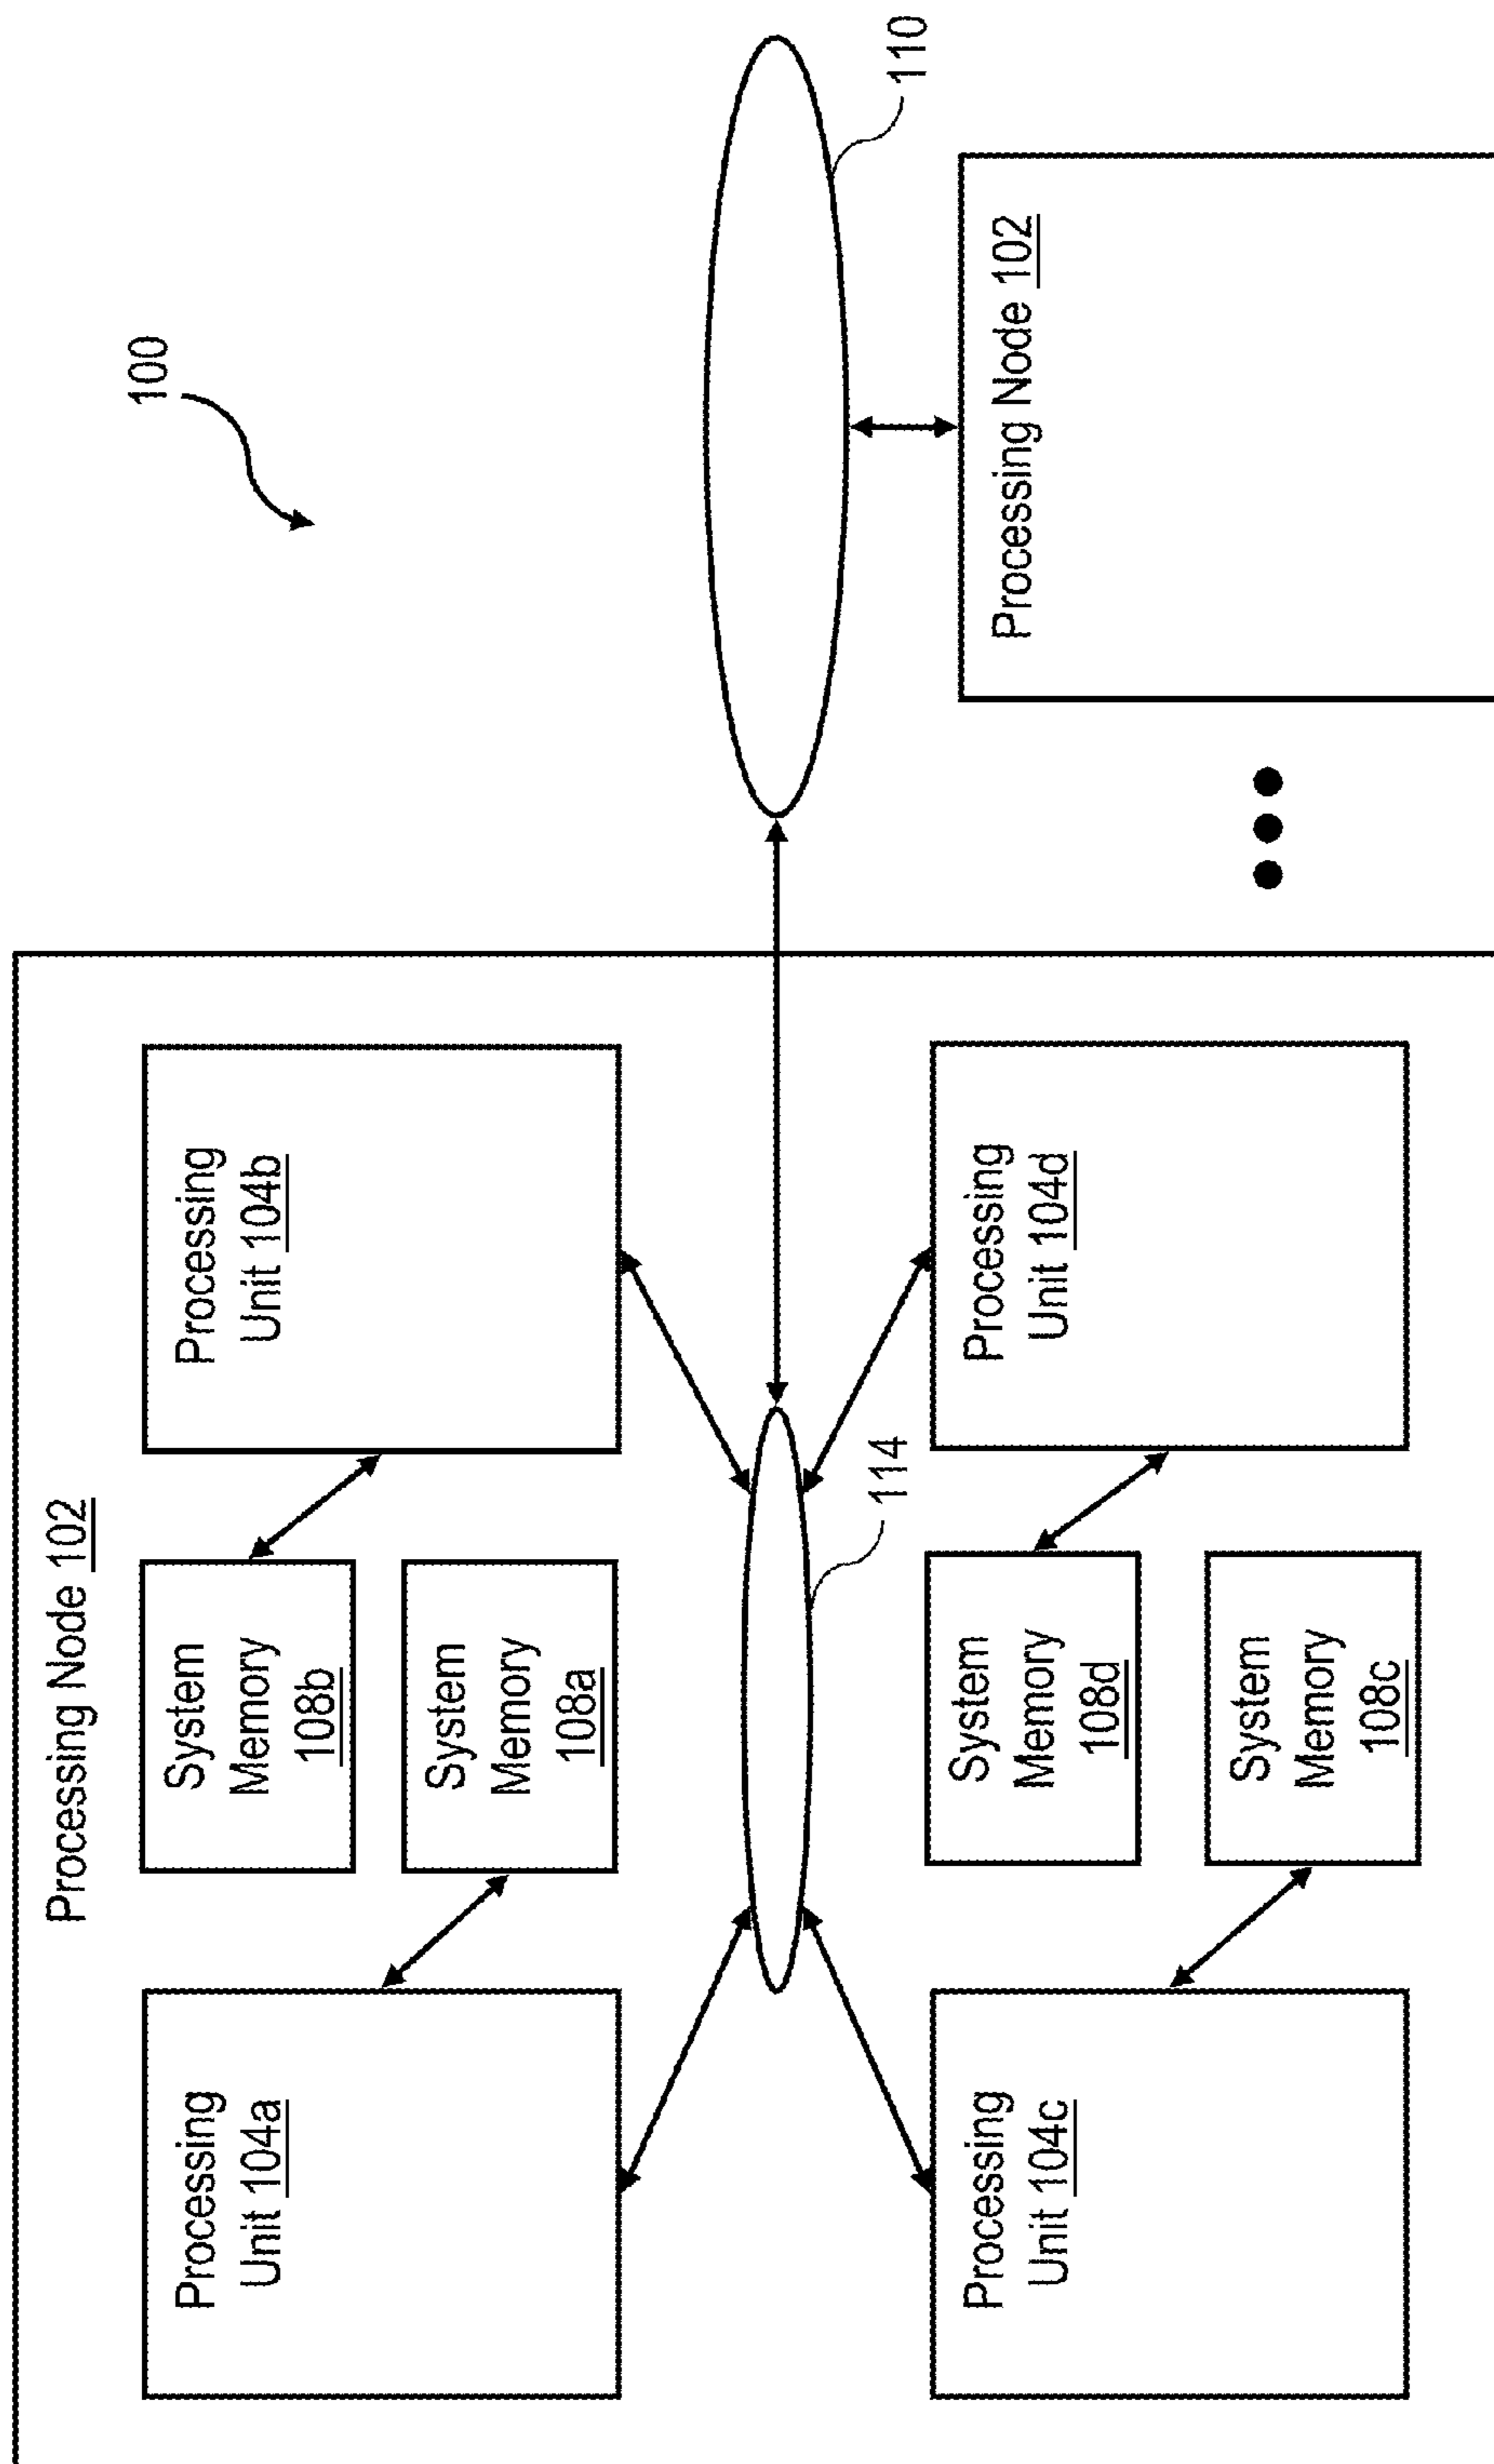 100
Processing Node 102
Processing
Unit 104a
System
Memory
108b
System
Memory
108a
Processing
Unit 104b
110
114
Processing
Unit 104c
System
Memory
108d
System
Memory
108c
Processing
Unit 104d
Processing Node 102